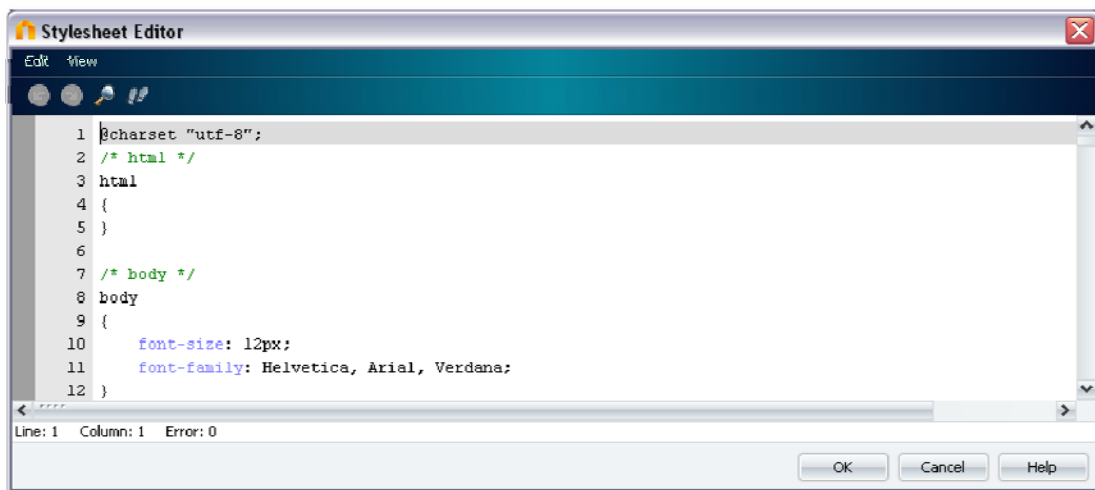 Stylesheet Editor
Edit View
1 @charset "utf-8";
2 /* html */
3 html
4 {
5 }
6
7 /* body */
8 body
9 {
10 font-size: 12px;
11 font-family: Helvetica, Arial, Verdana;
12 }
Line: 1 Column: 1 Error: 0
OK Cancel Help